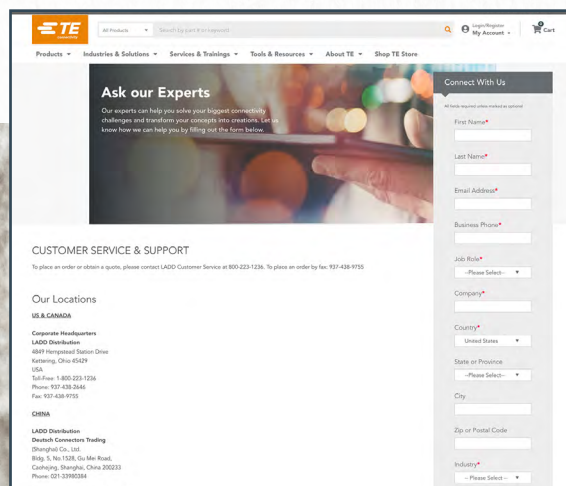 TE
connectivity
All Products
Search by part # or keyword
Login/Register
My Account
0
Cart
Products
Industries & Solutions
Services & Trainings
Tools & Resources
About TE
Shop TE Store
Ask our Experts
Our experts can help you solve your biggest connectivity
challenges and transform your concepts into creations. Let us
know how we can help you by filling out the form below.
CUSTOMER SERVICE & SUPPORT
To place an order or obtain a quote, please contact LADD Customer Service at 800-223-1236. To place an order by fax: 937-438-9755
Our Locations
US & CANADA
Corporate Headquarters
LADD Distribution
4849 Hempstead Station Drive
Kettering, Ohio 45429
USA
Toll-Free: 1-800-223-1236
Phone: 937-438-2646
Fax: 937-438-9755
CHINA
LADD Distribution
Deutsch Connectors Trading
(Shanghai) Co., Ltd.
Bldg. 5, No.1528, Gu Mei Road,
Caohejing, Shanghai, China 200233
Phone: 021-33980384
Connect With Us
All fields required unless marked as optional
First Name*
Last Name*
Email Address*
Business Phone*
Job Role*
--Please Select--
Company*
Country*
United States
State or Province
--Please Select--
City
Zip or Postal Code
Industry*
-- Please Select --